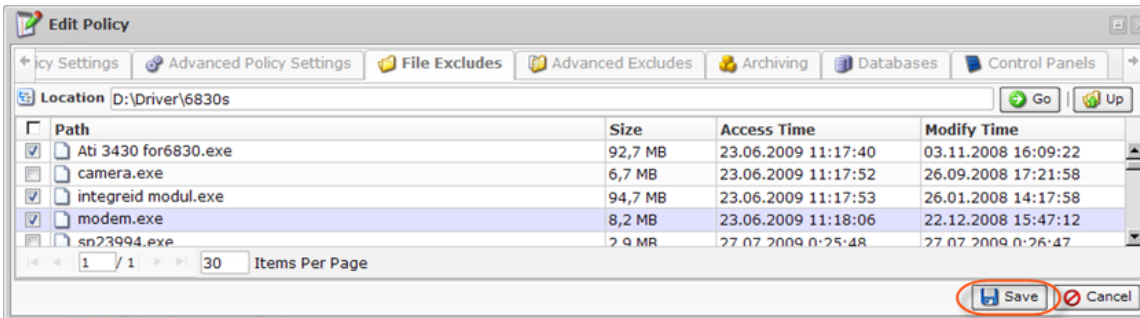 Edit Policy
icy Settings Advanced Policy Settings File Excludes Advanced Excludes Archiving Databases Control Panels
Location D:\Driver\6830s Go Up
Path Size Access Time Modify Time
Ati 3430 for6830.exe 92,7 MB 23.06.2009 11:17:40 03.11.2008 16:09:22
camera.exe 6,7 MB 23.06.2009 11:17:52 26.09.2008 17:21:58
integreid modul.exe 94,7 MB 23.06.2009 11:17:53 26.01.2008 14:17:58
modem.exe 8,2 MB 23.06.2009 11:18:06 22.12.2008 15:47:12
sp23994.exe 2,9 MB 27.07.2009 0:25:48 27.07.2009 0:26:47
1 / 1 30 Items Per Page
Save Cancel